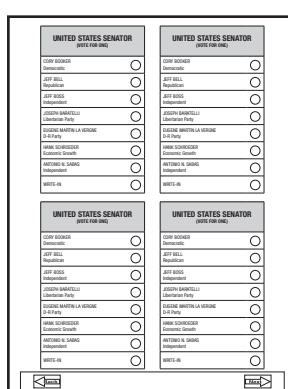 UNITED STATES SENATOR
(VOTE FOR ONE)
CORY BOOKER
Democratic
JEFF BELL
Republican
JEFF BOSS
Independent
JOSEPH BARATELLI
Libertarian Party
EUGENE MARTIN LA VERGNE
D-R Party
HANK SCHROEDER
Economic Growth
ANTONIO N. SABAS
Independent
WRITE-IN
UNITED STATES SENATOR
(VOTE FOR ONE)
CORY BOOKER
Democratic
JEFF BELL
Republican
JEFF BOSS
Independent
JOSEPH BARATELLI
Libertarian Party
EUGENE MARTIN LA VERGNE
D-R Party
HANK SCHROEDER
Economic Growth
ANTONIO N. SABAS
Independent
WRITE-IN
UNITED STATES SENATOR
(VOTE FOR ONE)
CORY BOOKER
Democratic
JEFF BELL
Republican
JEFF BOSS
Independent
JOSEPH BARATELLI
Libertarian Party
EUGENE MARTIN LA VERGNE
D-R Party
HANK SCHROEDER
Economic Growth
ANTONIO N. SABAS
Independent
WRITE-IN
UNITED STATES SENATOR
(VOTE FOR ONE)
CORY BOOKER
Democratic
JEFF BELL
Republican
JEFF BOSS
Independent
JOSEPH BARATELLI
Libertarian Party
EUGENE MARTIN LA VERGNE
D-R Party
HANK SCHROEDER
Economic Growth
ANTONIO N. SABAS
Independent
WRITE-IN
Back
Next